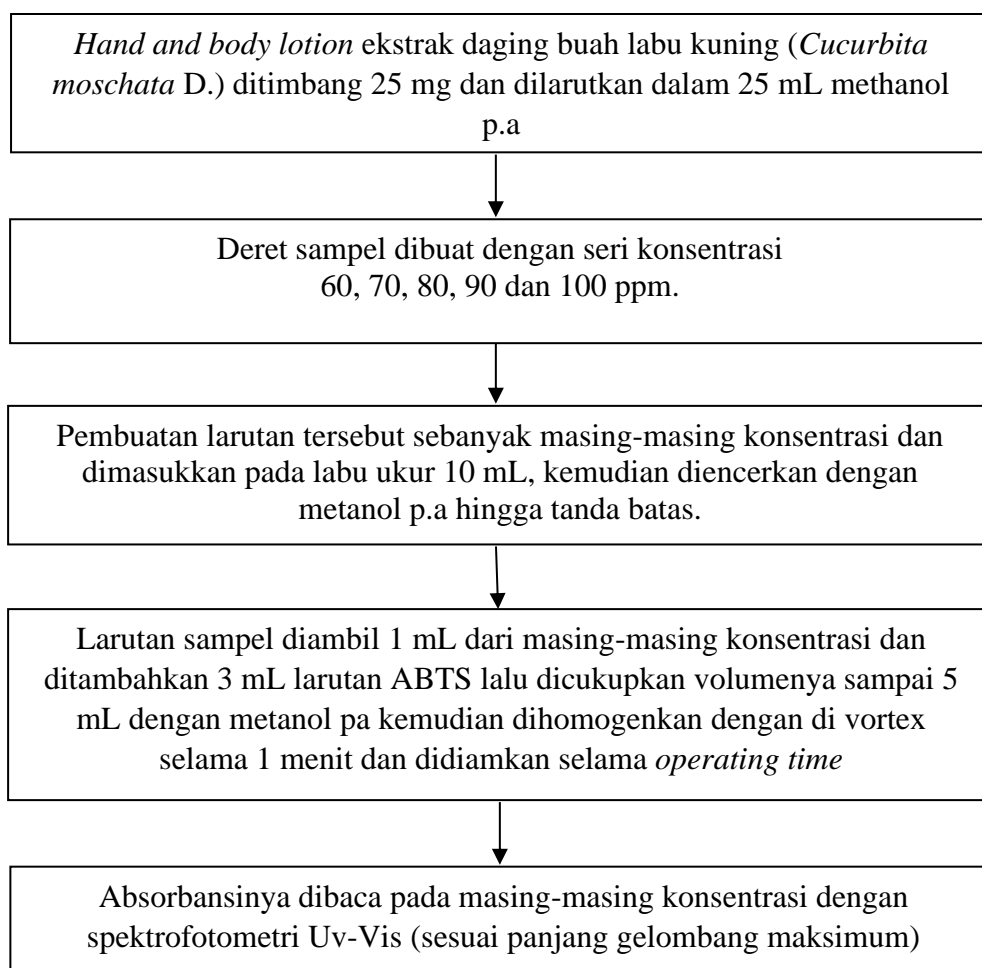 Hand and body lotion ekstrak daging buah labu kuning (Cucurbita
moschata D.) ditimbang 25 mg dan dilarutkan dalam 25 mL methanol
p.a
Deret sampel dibuat dengan seri konsentrasi
60, 70, 80, 90 dan 100 ppm.
Pembuatan larutan tersebut sebanyak masing-masing konsentrasi dan
dimasukkan pada labu ukur 10 mL, kemudian diencerkan dengan
metanol p.a hingga tanda batas.
Larutan sampel diambil 1 mL dari masing-masing konsentrasi dan
ditambahkan 3 mL larutan ABTS lalu dicukupkan volumenya sampai 5
mL dengan metanol pa kemudian dihomogenkan dengan di vortex
selama 1 menit dan didiamkan selama operating time
Absorbansinya dibaca pada masing-masing konsentrasi dengan
spektrofotometri Uv-Vis (sesuai panjang gelombang maksimum)